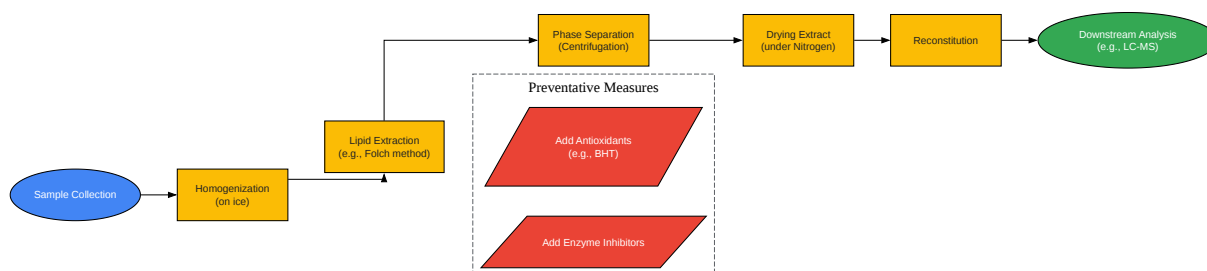 Sample Collection
Homogenization
(on ice)
Lipid Extraction
(e.g., Folch method)
Phase Separation
(Centrifugation)
Drying Extract
(under Nitrogen)
Reconstitution
Downstream Analysis
(e.g., LC-MS)
Preventative Measures
Add Antioxidants
(e.g., BHT)
Add Enzyme Inhibitors